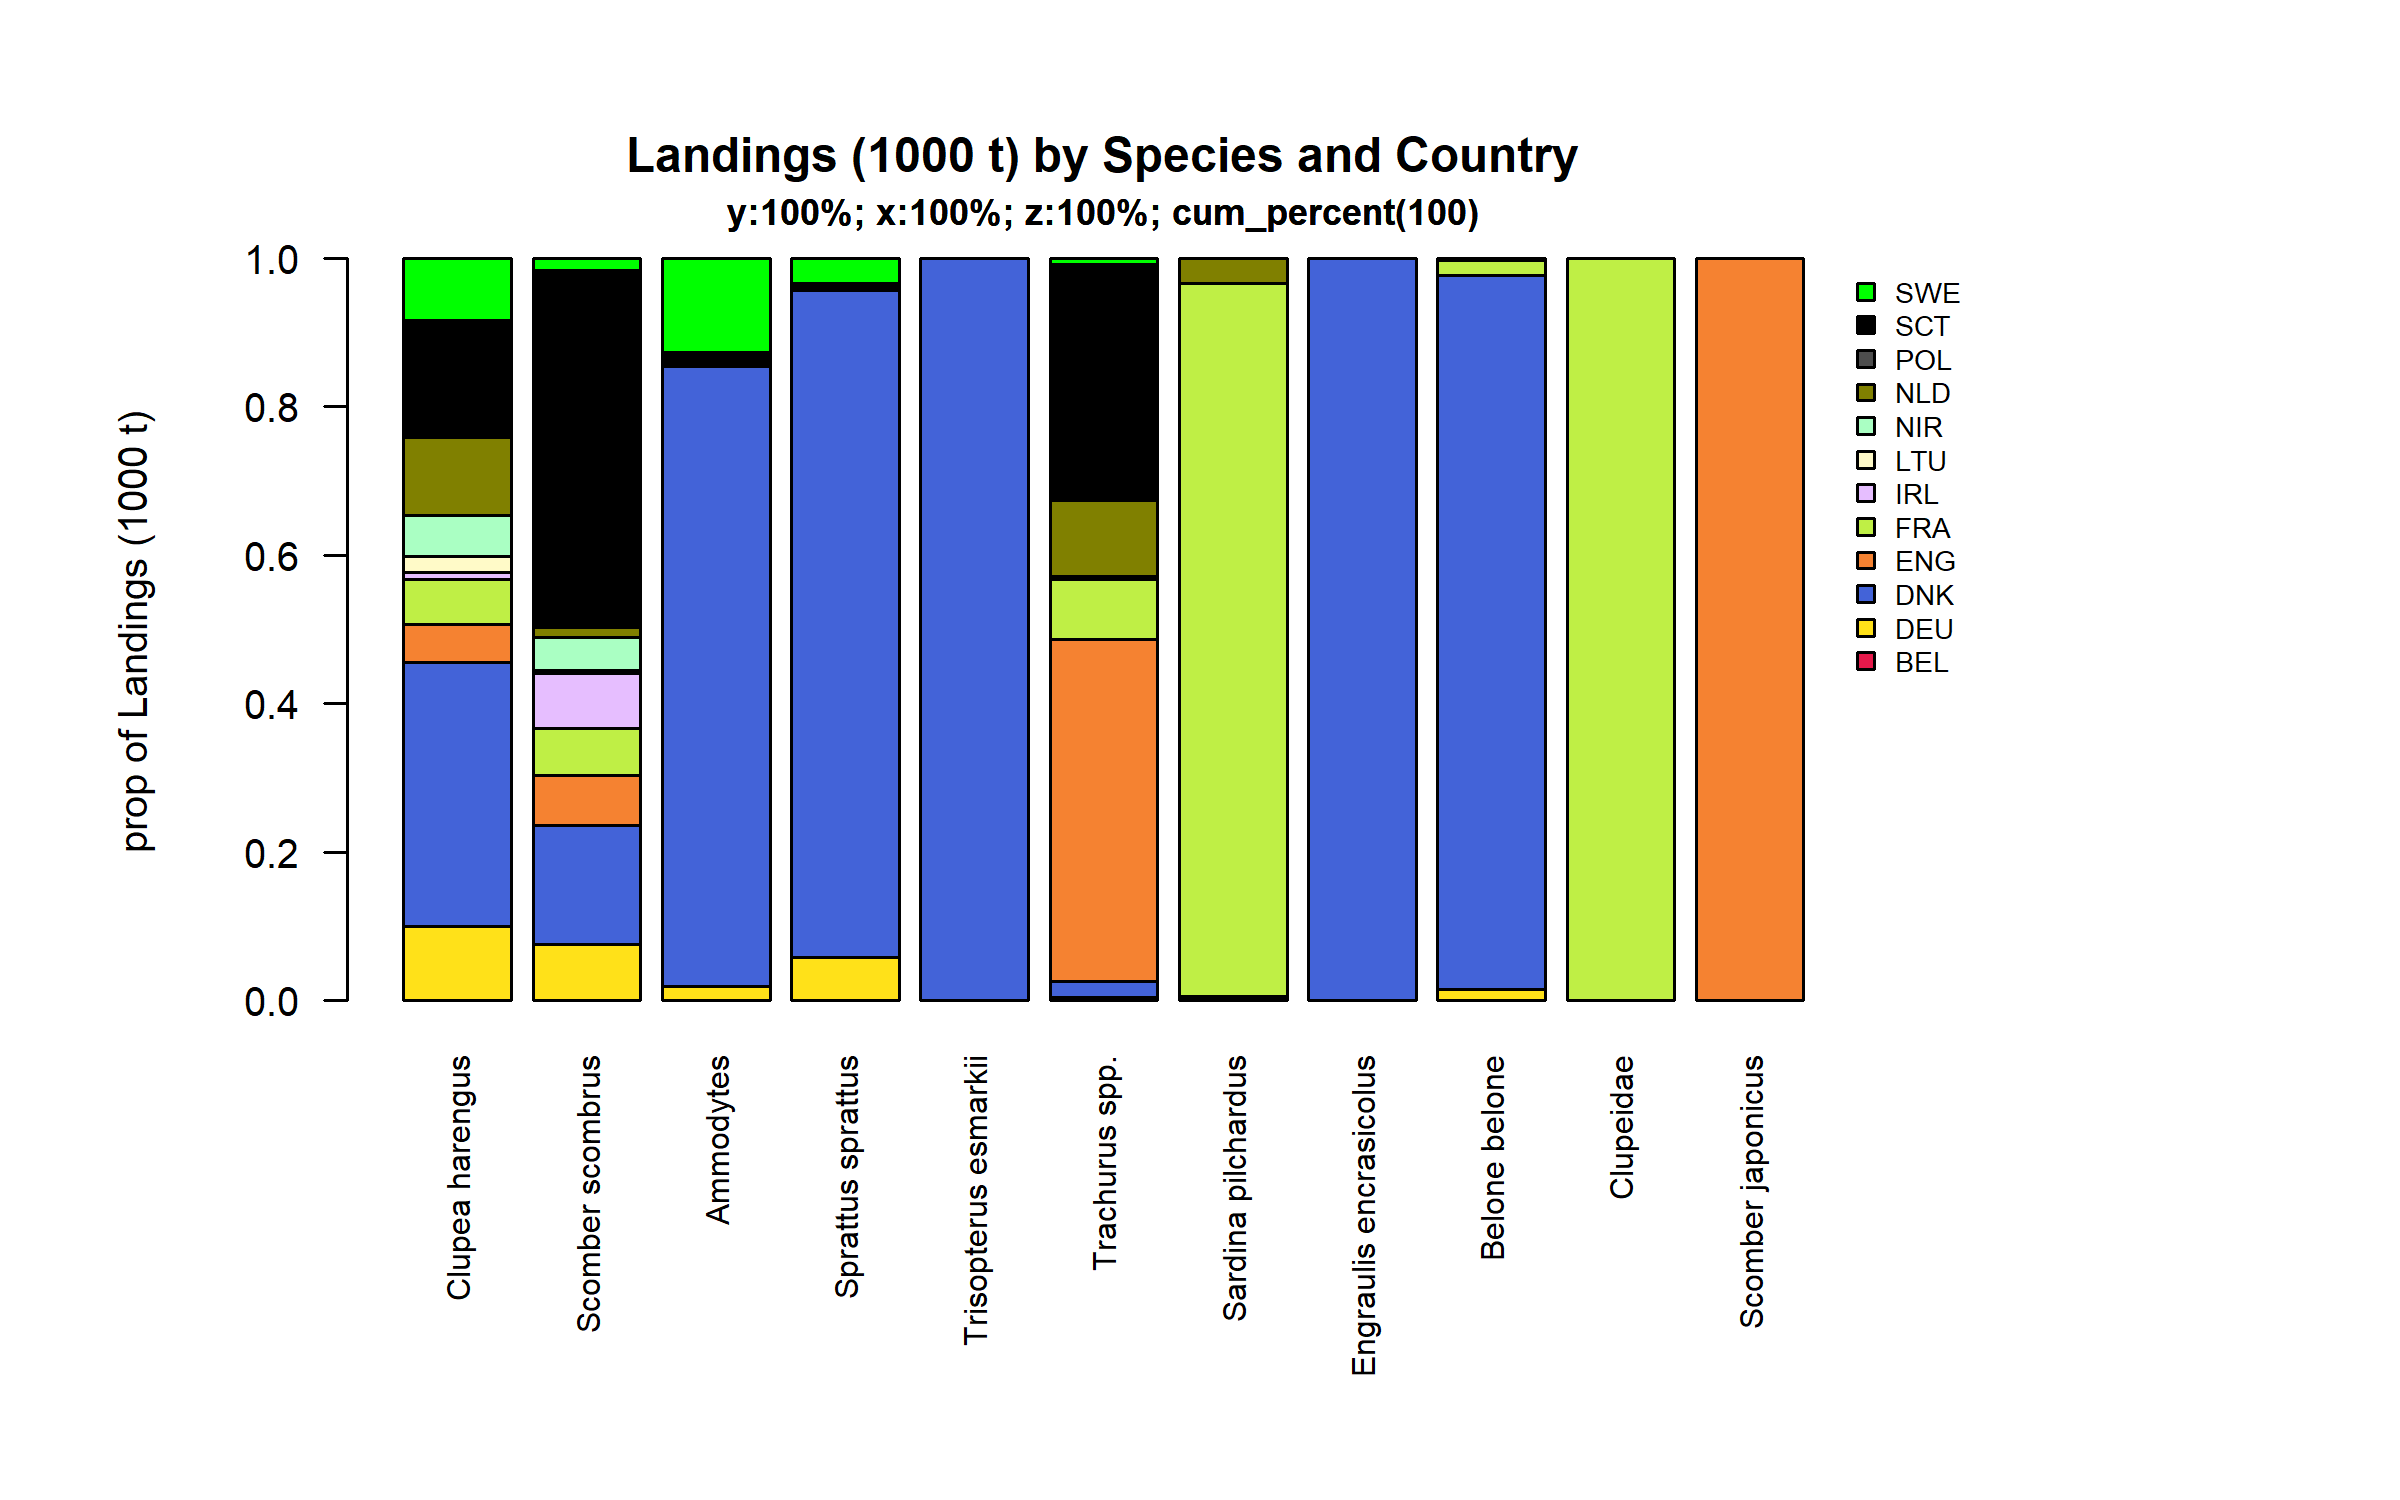 Landings (1000 t) by Species and Country
y:100%; x:100%; z:100%; cum_percent(100)
prop of Landings (1000 t)
1.0
0.8
0.6
0.4
0.2
0.0
Clupea harengus
Scomber scombrus
Ammodytes
Sprattus sprattus
Trisopterus esmarkii
Trachurus spp.
Sardina pilchardus
Engraulis encrasicolus
Belone belone
Clupeidae
Scomber japonicus
SWE
SCT
POL
NLD
NIR
LTU
IRL
FRA
ENG
DNK
DEU
BEL